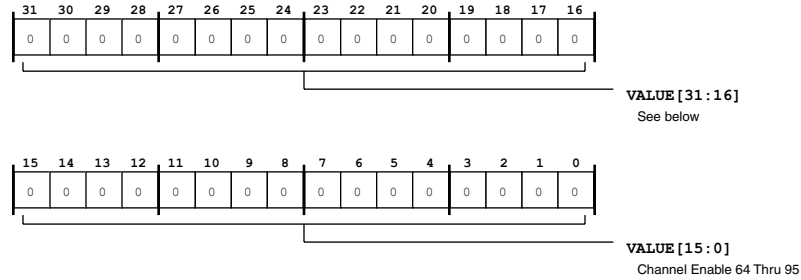 31 30 29 28 27 26 25 24 23 22 21 20 19 18 17 16
0 0 0 0 0 0 0 0 0 0 0 0 0 0 0 0
VALUE[31:16]
See below
15 14 13 12 11 10 9 8 7 6 5 4 3 2 1 0
0 0 0 0 0 0 0 0 0 0 0 0 0 0 0 0
VALUE[15:0]
Channel Enable 64 Thru 95